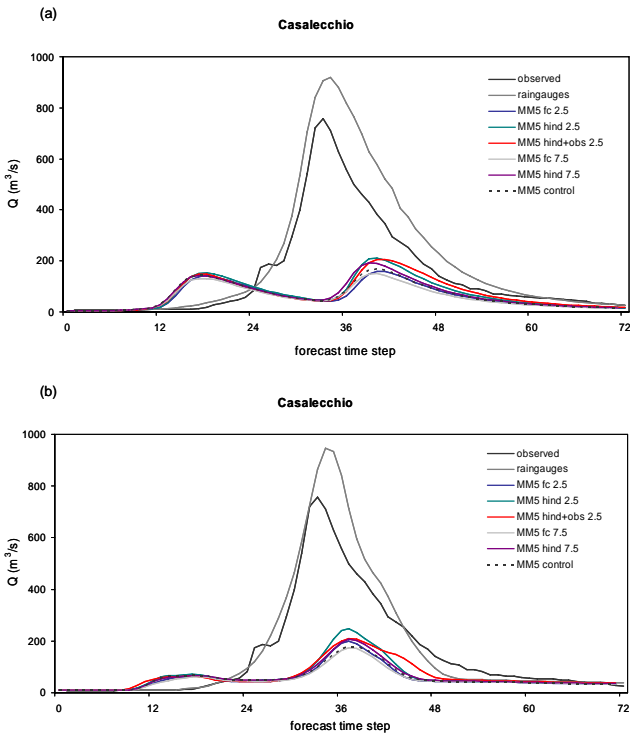 (a)
Casalecchio
1000
800
600
400
200
0
Q (m³/s)
observed
raingauges
MM5 fc 2.5
MM5 hind 2.5
MM5 hind+obs 2.5
MM5 fc 7.5
MM5 hind 7.5
MM5 control
0 12 24 36 48 60 72
forecast time step
(b)
Casalecchio
1000
800
600
400
200
0
Q (m³/s)
observed
raingauges
MM5 fc 2.5
MM5 hind 2.5
MM5 hind+obs 2.5
MM5 fc 7.5
MM5 hind 7.5
MM5 control
0 12 24 36 48 60 72
forecast time step